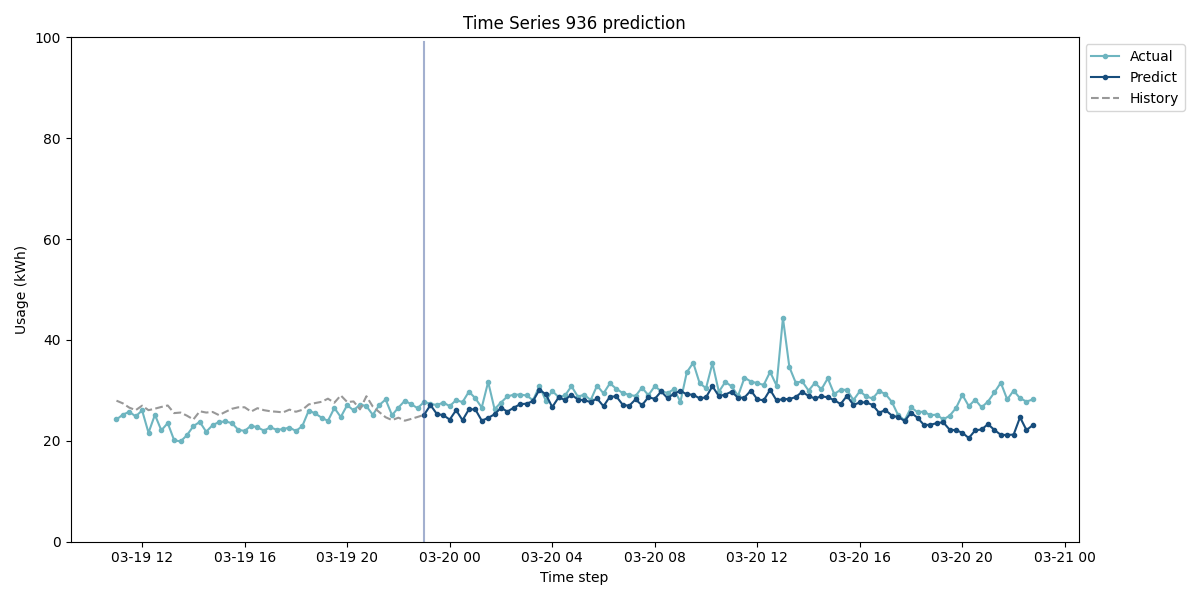 Time Series 936 prediction
100
80
60
40
20
0
Usage (kWh)
03-19 12 03-19 16 03-19 20 03-20 00 03-20 04 03-20 08 03-20 12 03-20 16 03-20 20 03-21 00
Time step
Actual
Predict
History